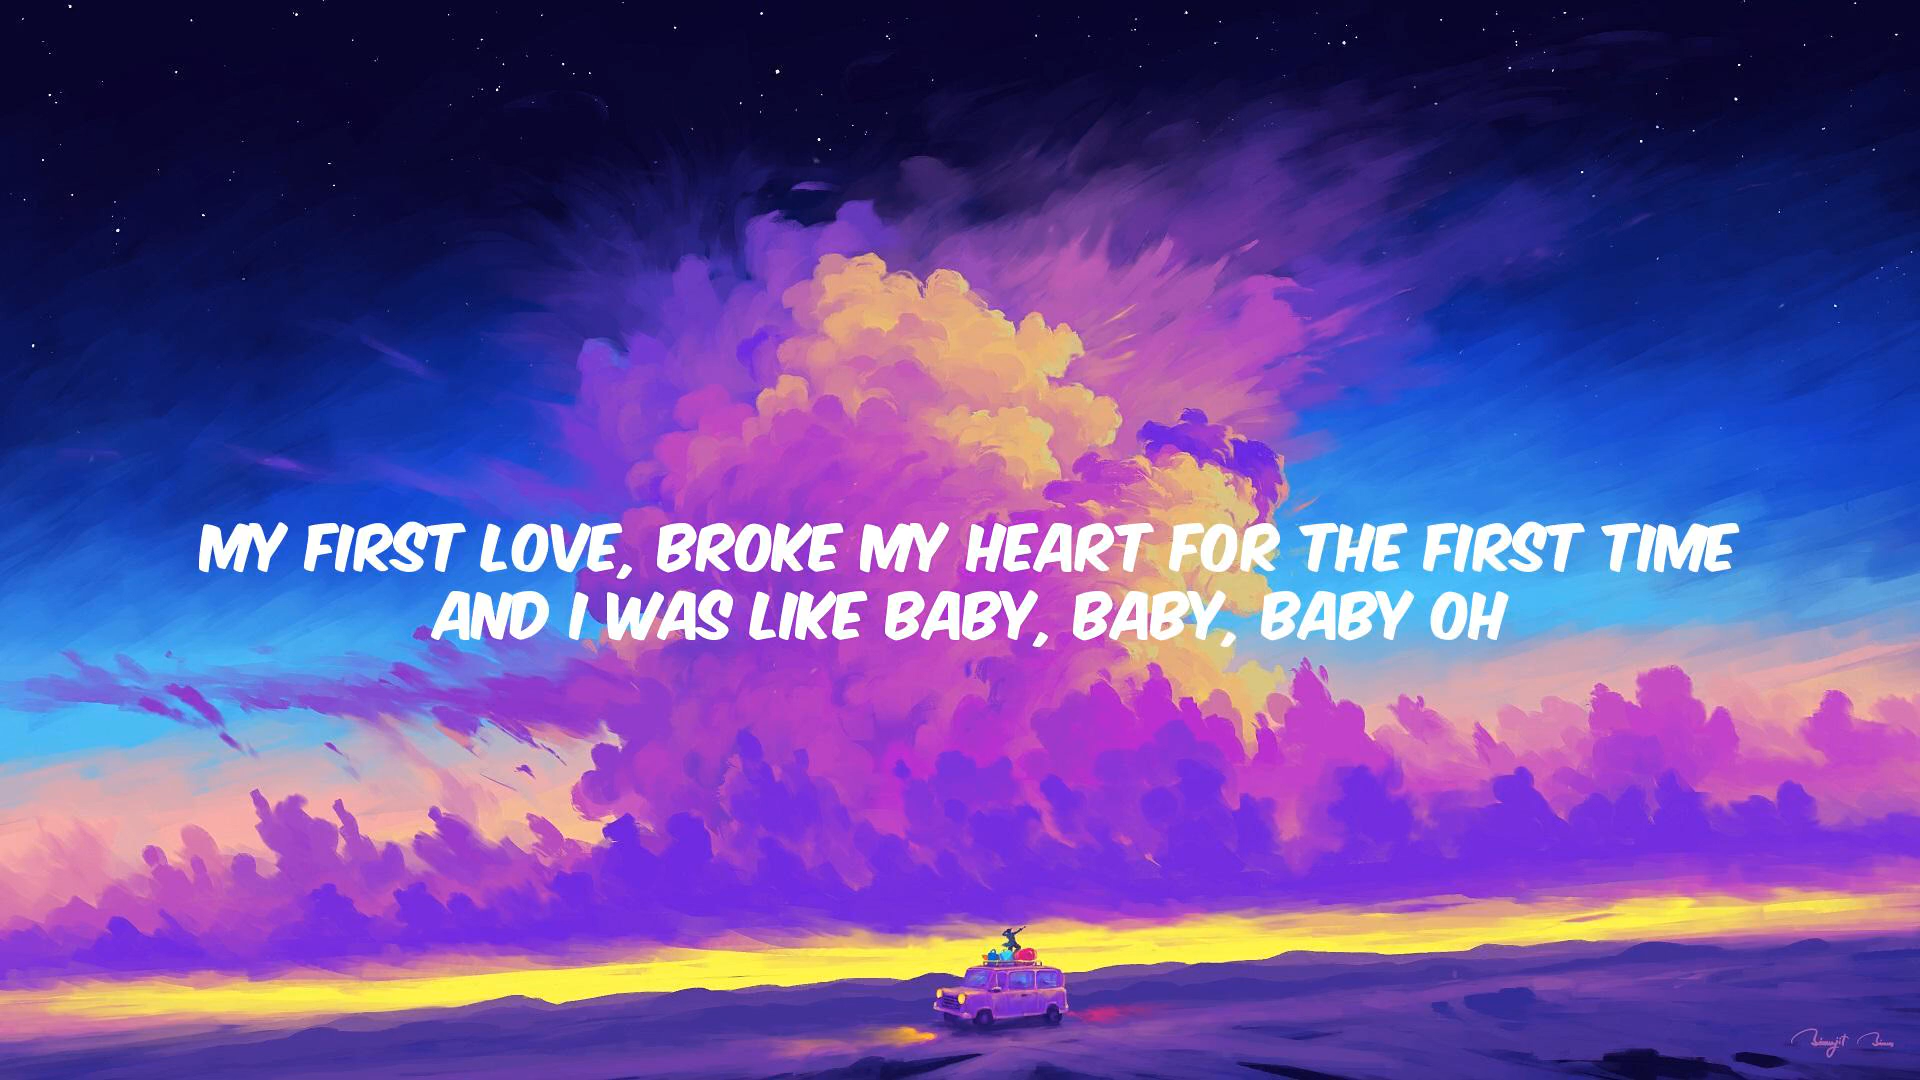 MY FIRST LOVE, BROKE MY HEART FOR THE FIRST TIME
AND I WAS LIKE BABY, BABY, BABY OH